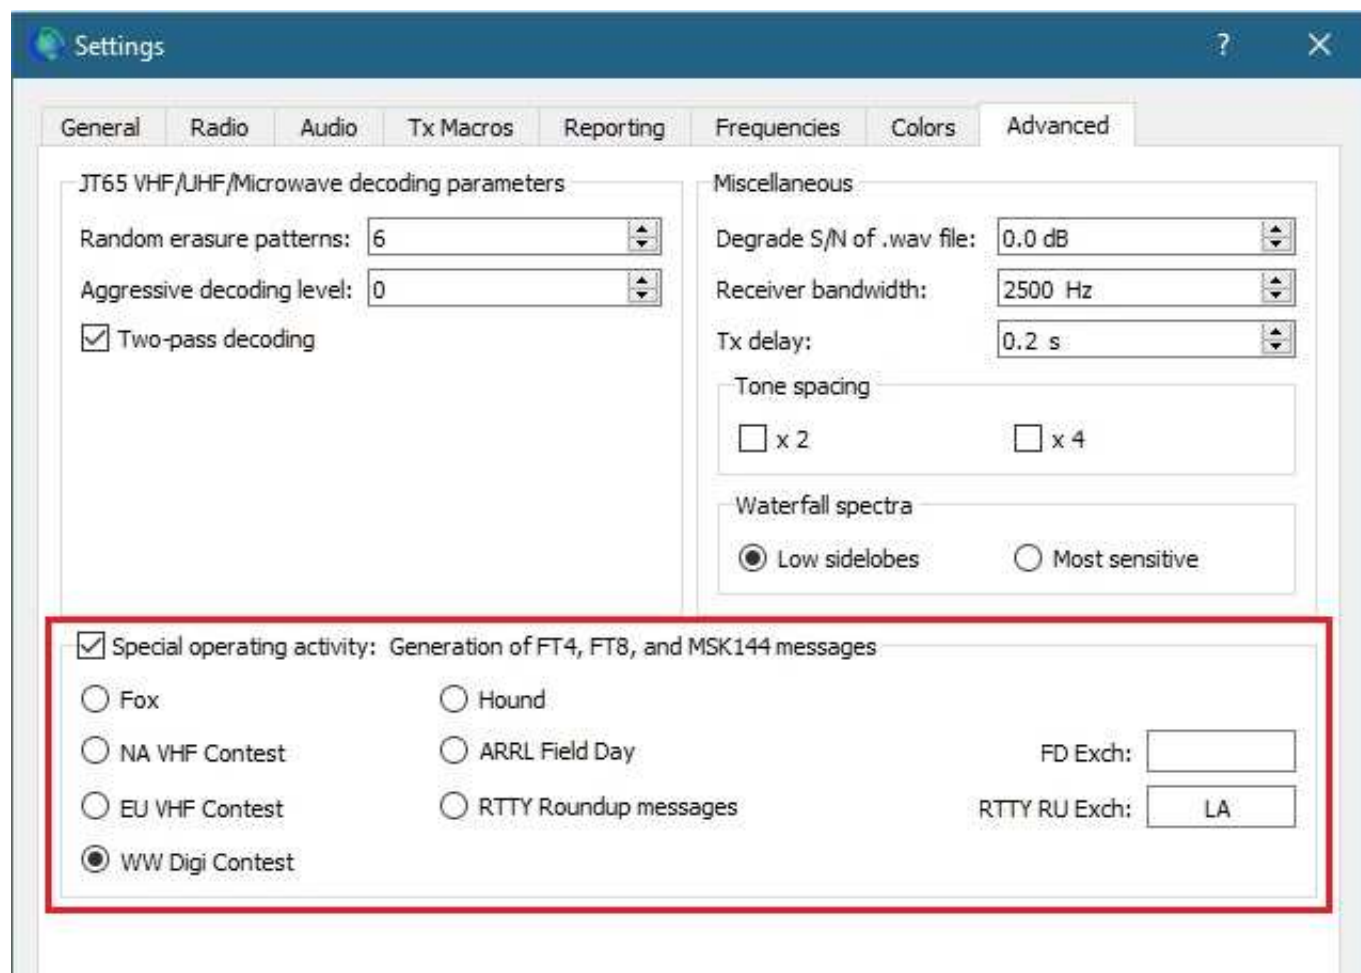 Settings ?
General Radio Audio Tx Macros Reporting Frequencies Colors Advanced
JT65 VHF/UHF/Microwave decoding parameters
Random erasure patterns: 6
Aggressive decoding level: 0
Two-pass decoding
Miscellaneous
Degrade S/N of .wav file: 0.0 dB
Receiver bandwidth: 2500 Hz
Tx delay: 0.2 s
Tone spacing
x 2 x 4
Waterfall spectra
Low sidelobes Most sensitive
Special operating activity: Generation of FT4, FT8, and MSK144 messages
Fox Hound
NA VHF Contest ARRL Field Day FD Exch:
EU VHF Contest RTTY Roundup messages RTTY RU Exch: LA
WW Digi Contest